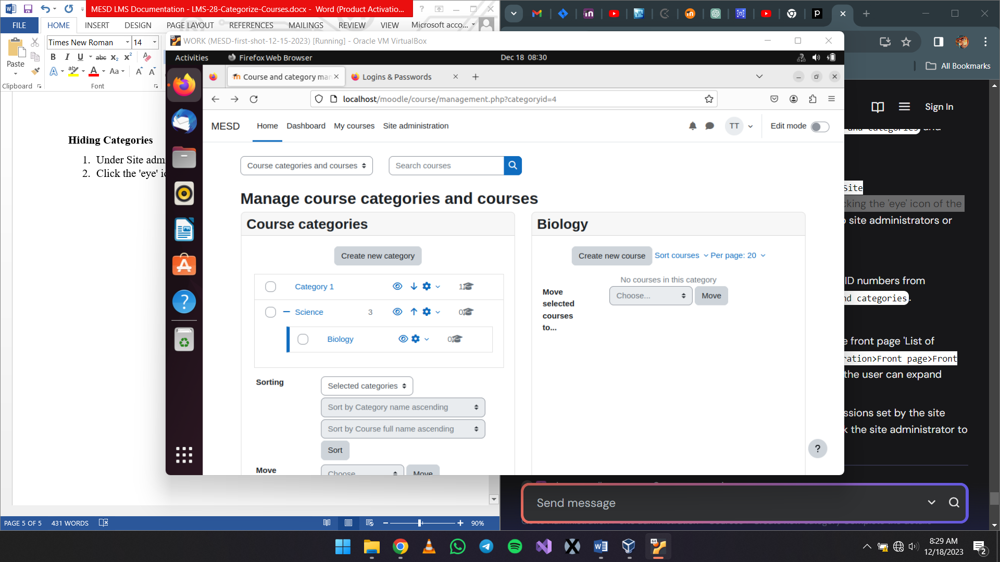 MESD LMS Documentation - LMS-28-Categorize-Courses.docx - Word (Product Activatio...
FILE HOME INSERT DESIGN PAGE LAYOUT REFERENCES MAILINGS REVIEW VIEW Microsoft acco...
Times New Roman 14
Paste
Clipboard Font
Hiding Categories
1. Under Site admi
2. Click the 'eye' i
PAGE 5 OF 5 431 WORDS 90%
WORK (MESD-first-shot-12-15-2023) [Running] - Oracle VM VirtualBox
Activities Firefox Web Browser Dec 18 08:30
Course and category man Logins & Passwords
localhost/moodle/course/management.php?categoryid=4
MESD Home Dashboard My courses Site administration TT Edit mode
Course categories and courses Search courses
Manage course categories and courses
Course categories
Create new category
Category 1 1
Science 3 0
Biology 0
Sorting Selected categories
Sort by Category name ascending
Sort by Course full name ascending
Sort
Move Choose Move
Biology
Create new course Sort courses Per page: 20
No courses in this category
Move selected courses to... Choose... Move
?
All Bookmarks
Sign In
and categories and
Site
cking the 'eye' icon of the
site administrators or
ID numbers from
nd categories.
e front page 'List of
ration>Front page>Front
the user can expand
ssions set by the site
k the site administrator to
Send message
8:29 AM
12/18/2023
2